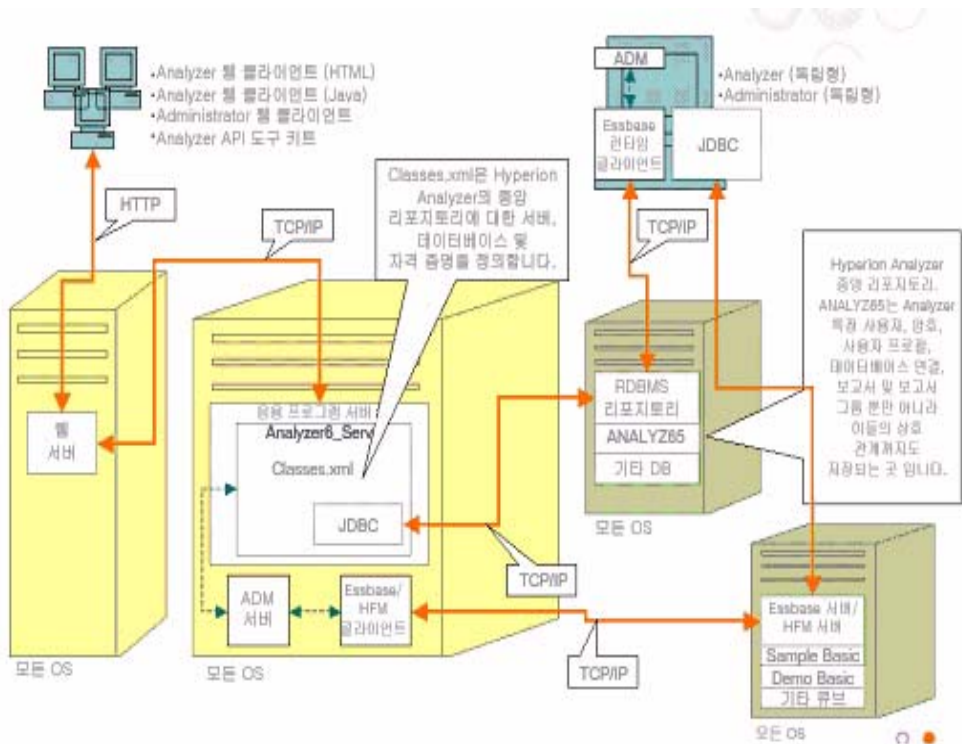 •Analyzer 웹 클라이언트 (HTML)
•Analyzer 웹 클라이언트 (Java)
•Administrator 웹 클라이언트
•Analyzer API 도구 키트
ADM
Essbase
런타임
클라이언트
JDBC
•Analyzer (독립형)
•Administrator (독립형)
HTTP
TCP/IP
Classes.xml은 Hyperion
Analyzer의 중앙
리포지토리에 대한 서버,
데이터베이스 및
자격 증명을 정의합니다.
TCP/IP
Hyperion Analyzer
중앙 리포지토리.
ANALYZ65는 Analyzer
특정 사용자, 암호,
사용자 프로필,
데이터베이스 연결,
보고서 및 보고서
그룹 뿐만 아니라
이들의 상호
관계까지도
저장되는 곳 입니다.
웹
서버
모든 OS
응용 프로그램 서버
Analyzer6_Serv
Classes.xml
JDBC
ADM
서버
Essbase/
HFM
클라이언트
모든 OS
RDBMS
리포지토리
ANALYZ65
기타 DB
모든 OS
TCP/IP
TCP/IP
Essbase 서버/
HFM 서버
Sample Basic
Demo Basic
기타 큐브
모든 OS